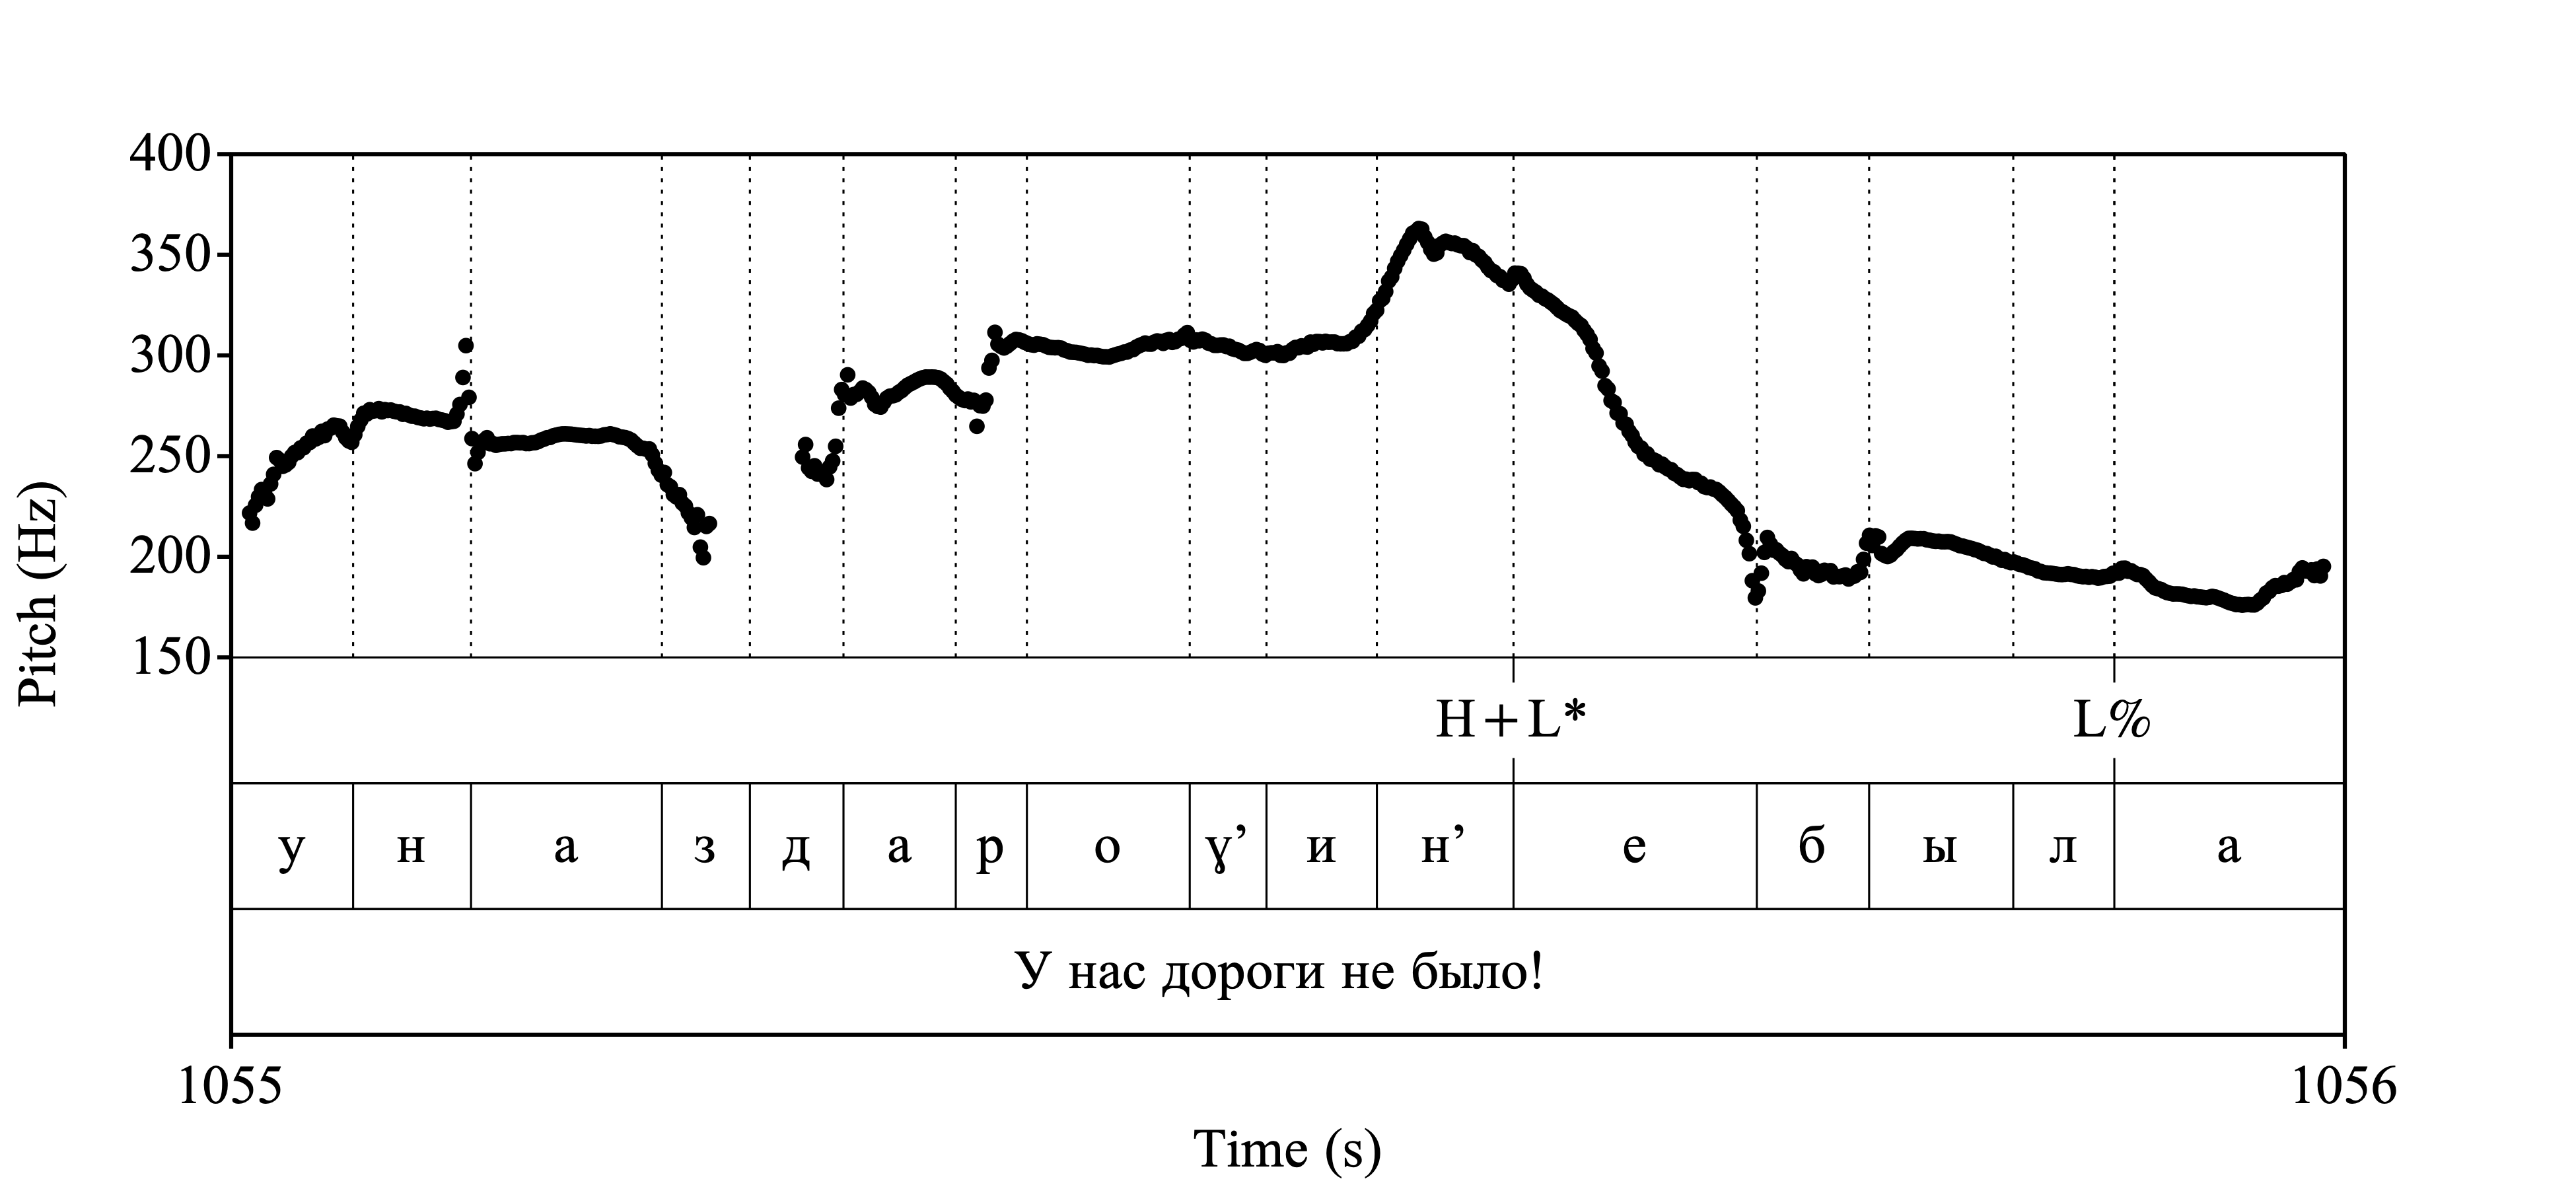 400
350
300
250
200
150
Pitch (Hz)
H+L* L%
у н а з д а р о ɣ’ и н’ е б ы л а
У нас дороги не было!
1055 1056
Time (s)